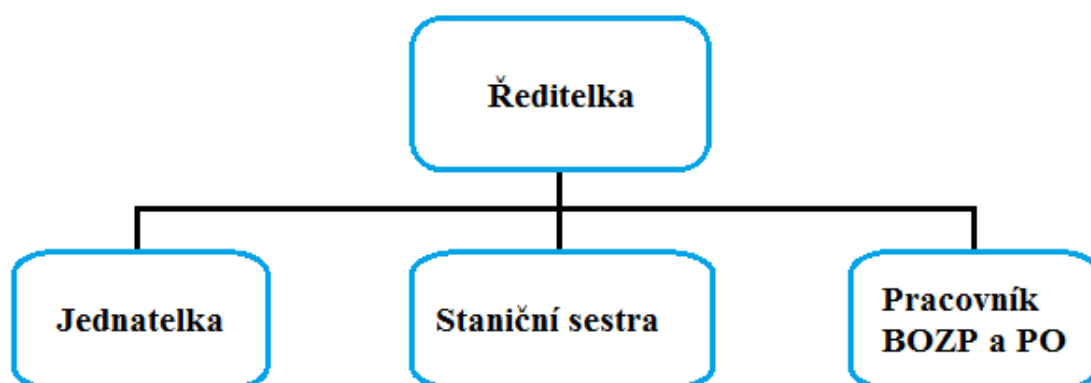 Ředitelka
Jednatelka
Staniční sestra
Pracovník
BOZP a PO